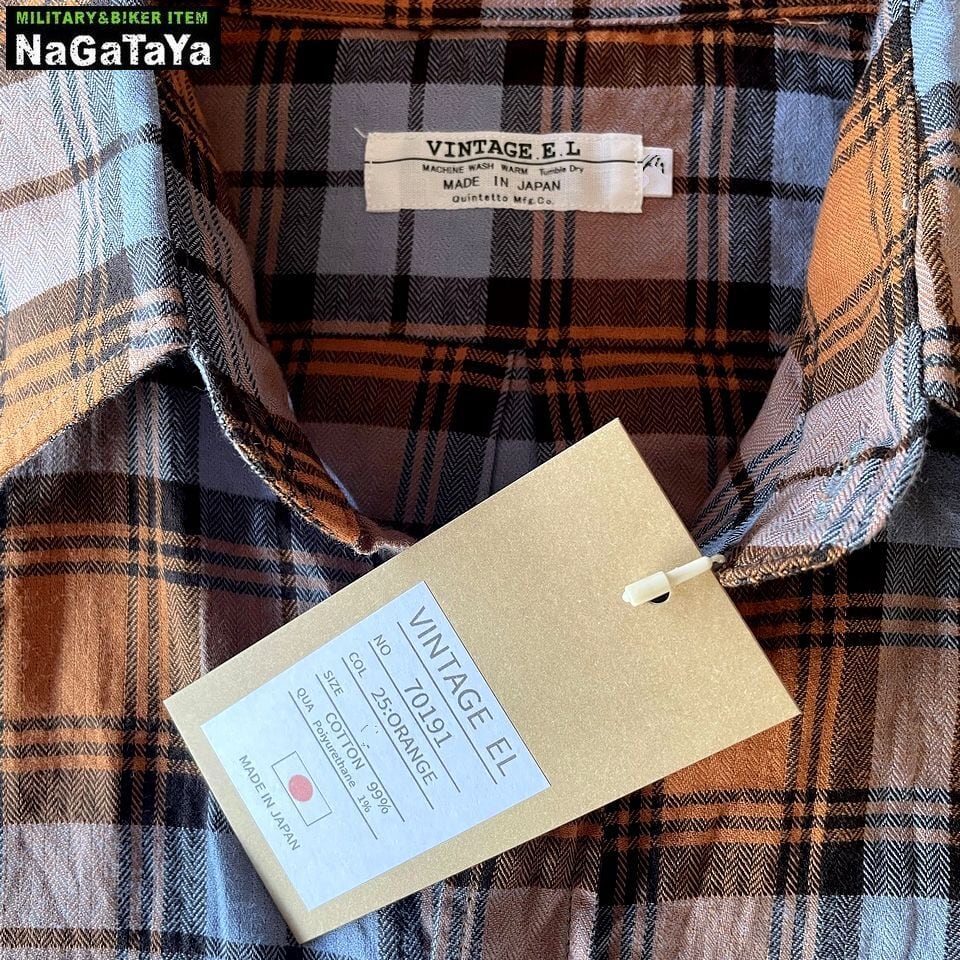 MILITARY&BIKER ITEM
NaGaTaYa
VINTAGE.E.L
MACHINE WASH WARM Tumble Dry
MADE IN JAPAN
Quintetto Mfg.Co.
VINTAGE EL
NO 70191
COL 25:ORANGE
SIZE
QUA COTTON 99%
Polyurethane 1%
MADE IN JAPAN